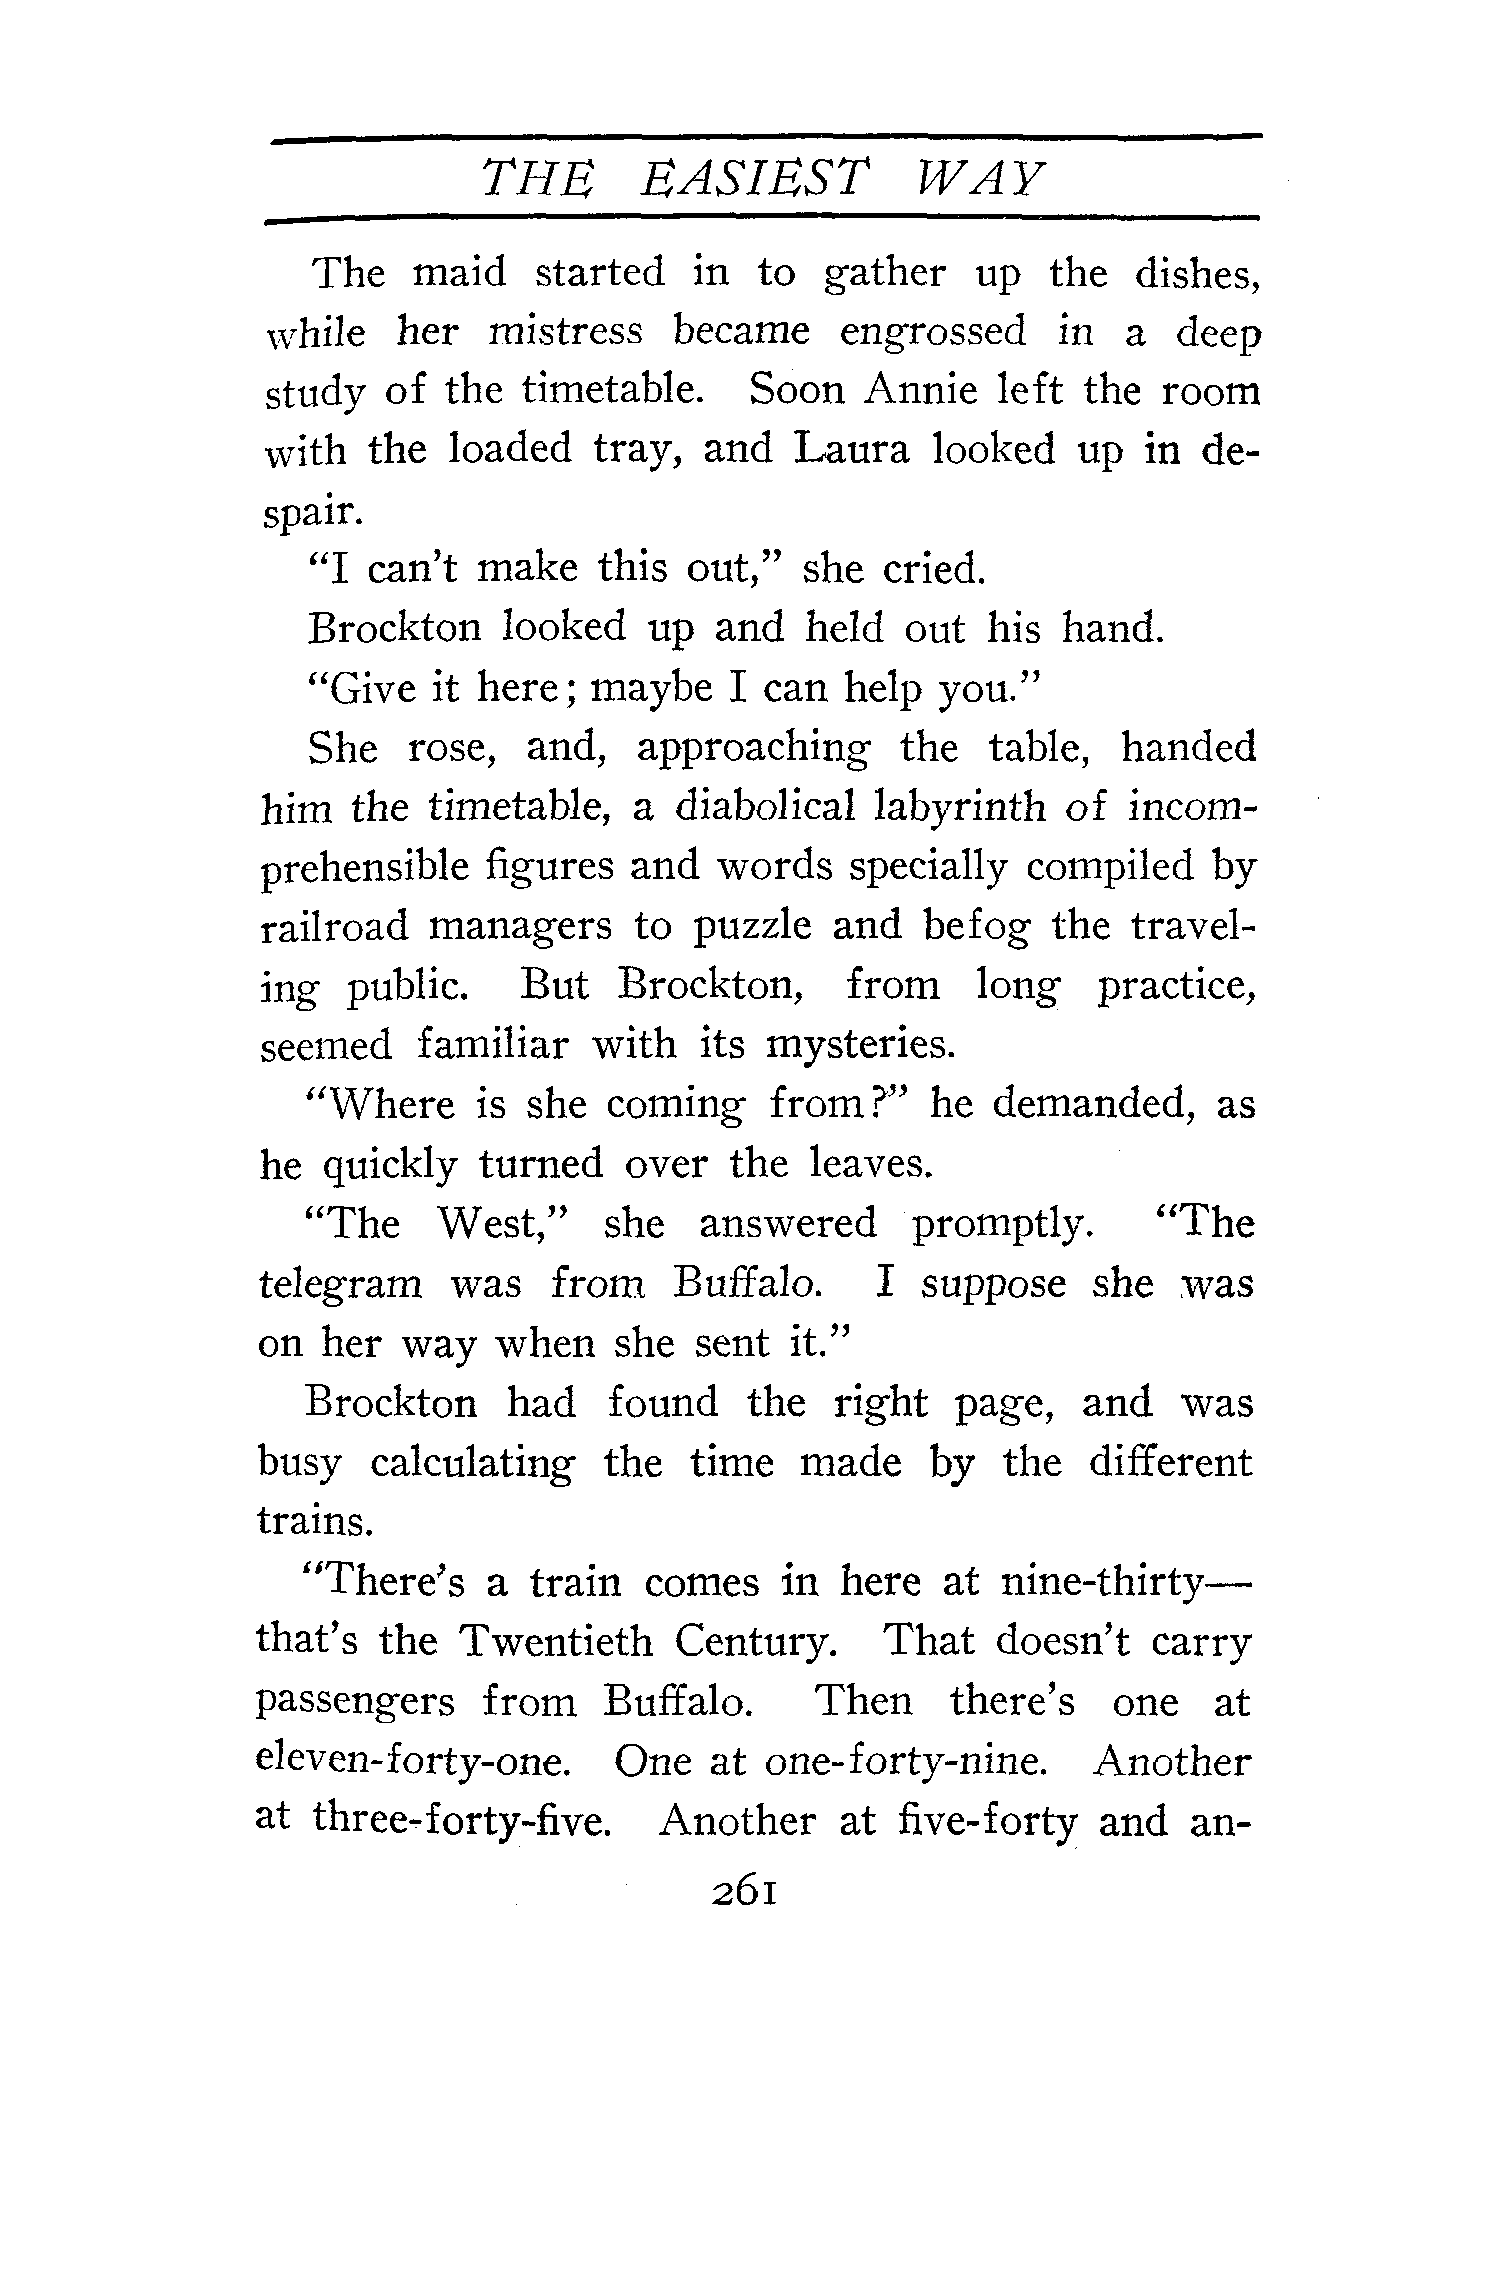 THE EASIEST WAY
The maid started in to gather up the dishes,
while her mistress became engrossed in a deep
study of the timetable. Soon Annie left the room
with the loaded tray, and Laura looked up in de-
spair.
"I can't make this out," she cried.
Brockton looked up and held out his hand.
"Give it here; maybe I can help you."
She rose, and, approaching the table, handed
him the timetable, a diabolical labyrinth of incom-
prehensible figures and words specially compiled by
railroad managers to puzzle and befog the travel-
ing public. But Brockton, from long practice,
seemed familiar with its mysteries.
"Where is she coming from?" he demanded, as
he quickly turned over the leaves.
"The West," she answered promptly. "The
telegram was from Buffalo. I suppose she was
on her way when she sent it."
Brockton had found the right page, and was
busy calculating the time made by the different
trains.
"There's a train comes in here at nine-thirty—
that's the Twentieth Century. That doesn't carry
passengers from Buffalo. Then there's one at
eleven-forty-one. One at one-forty-nine. Another
at three-forty-five. Another at five-forty and an-
261